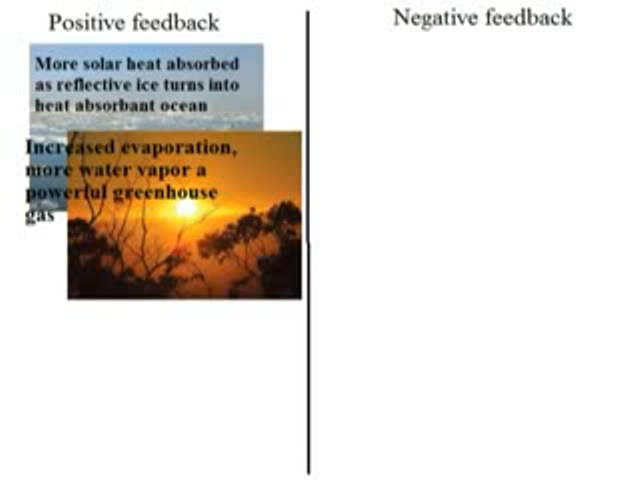 Positive feedback
Negative feedback
More solar heat absorbed
as reflective ice turns into
heat absorbant ocean
Increased evaporation,
more water vapor a
powerful greenhouse
gas